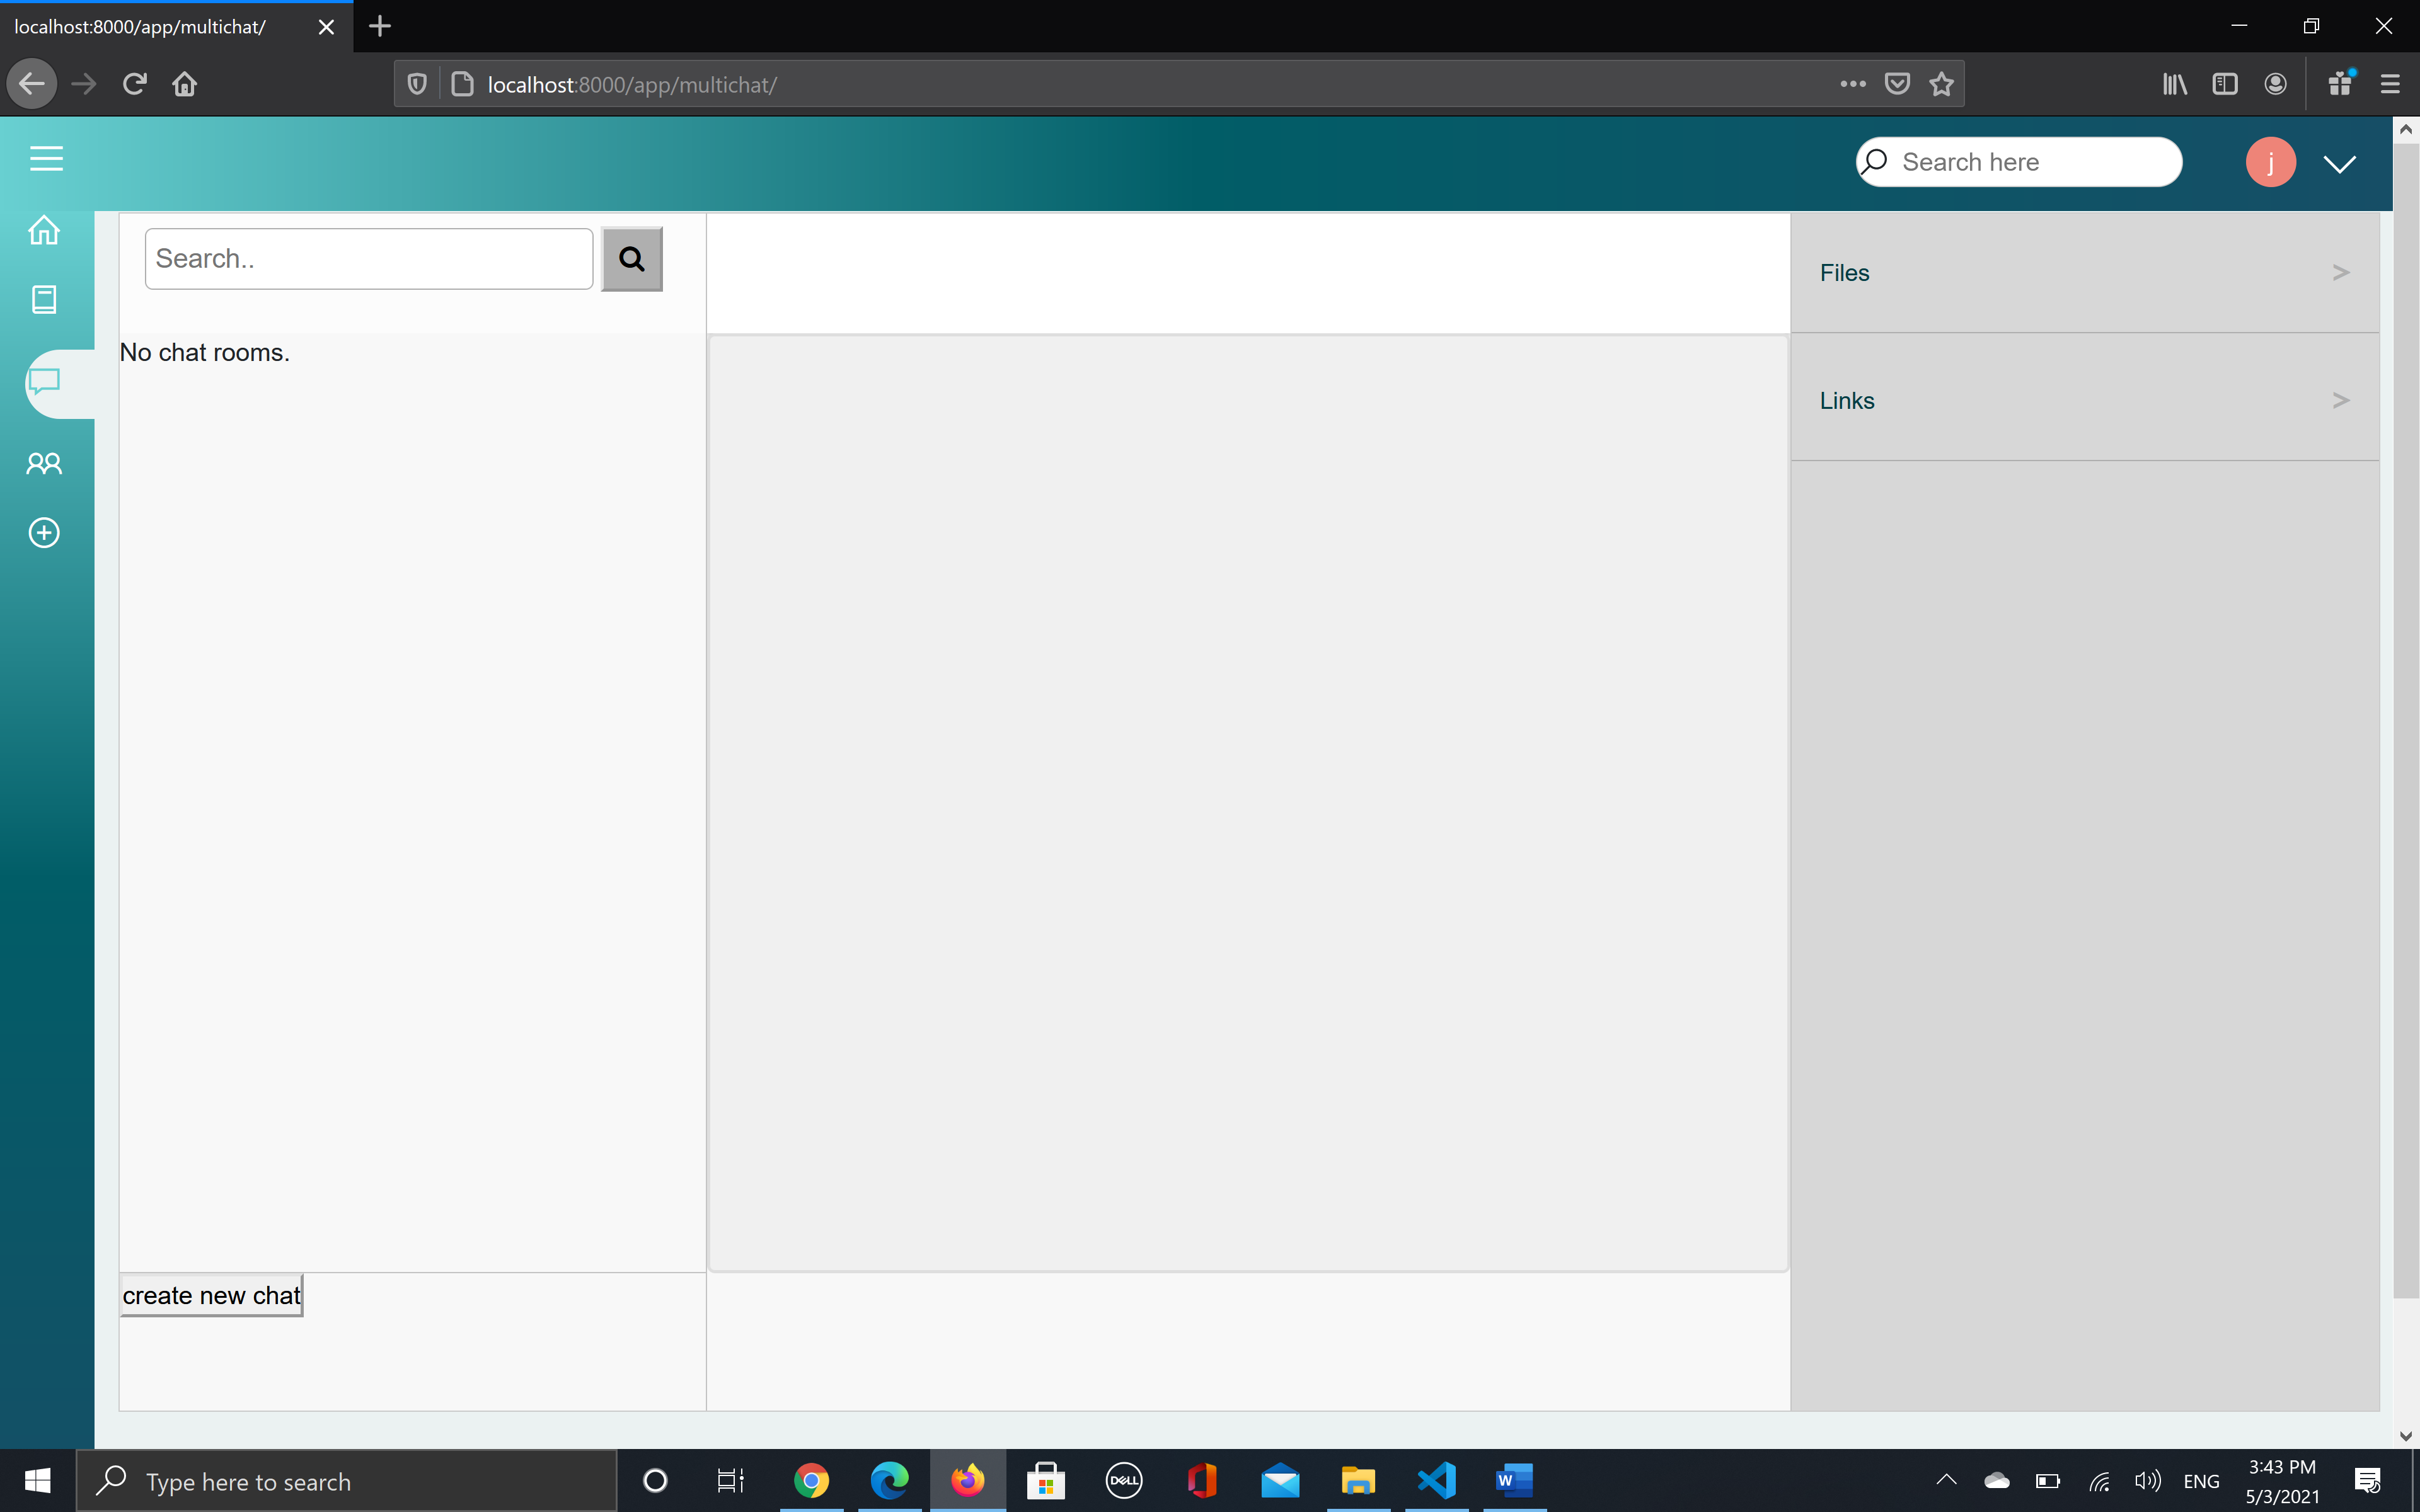 localhost:8000/app/multichat/
localhost:8000/app/multichat/
Search here
j
Search..
Files
>
No chat rooms.
Links
>
create new chat
Type here to search
DELL
W
ENG
3:43 PM
5/3/2021